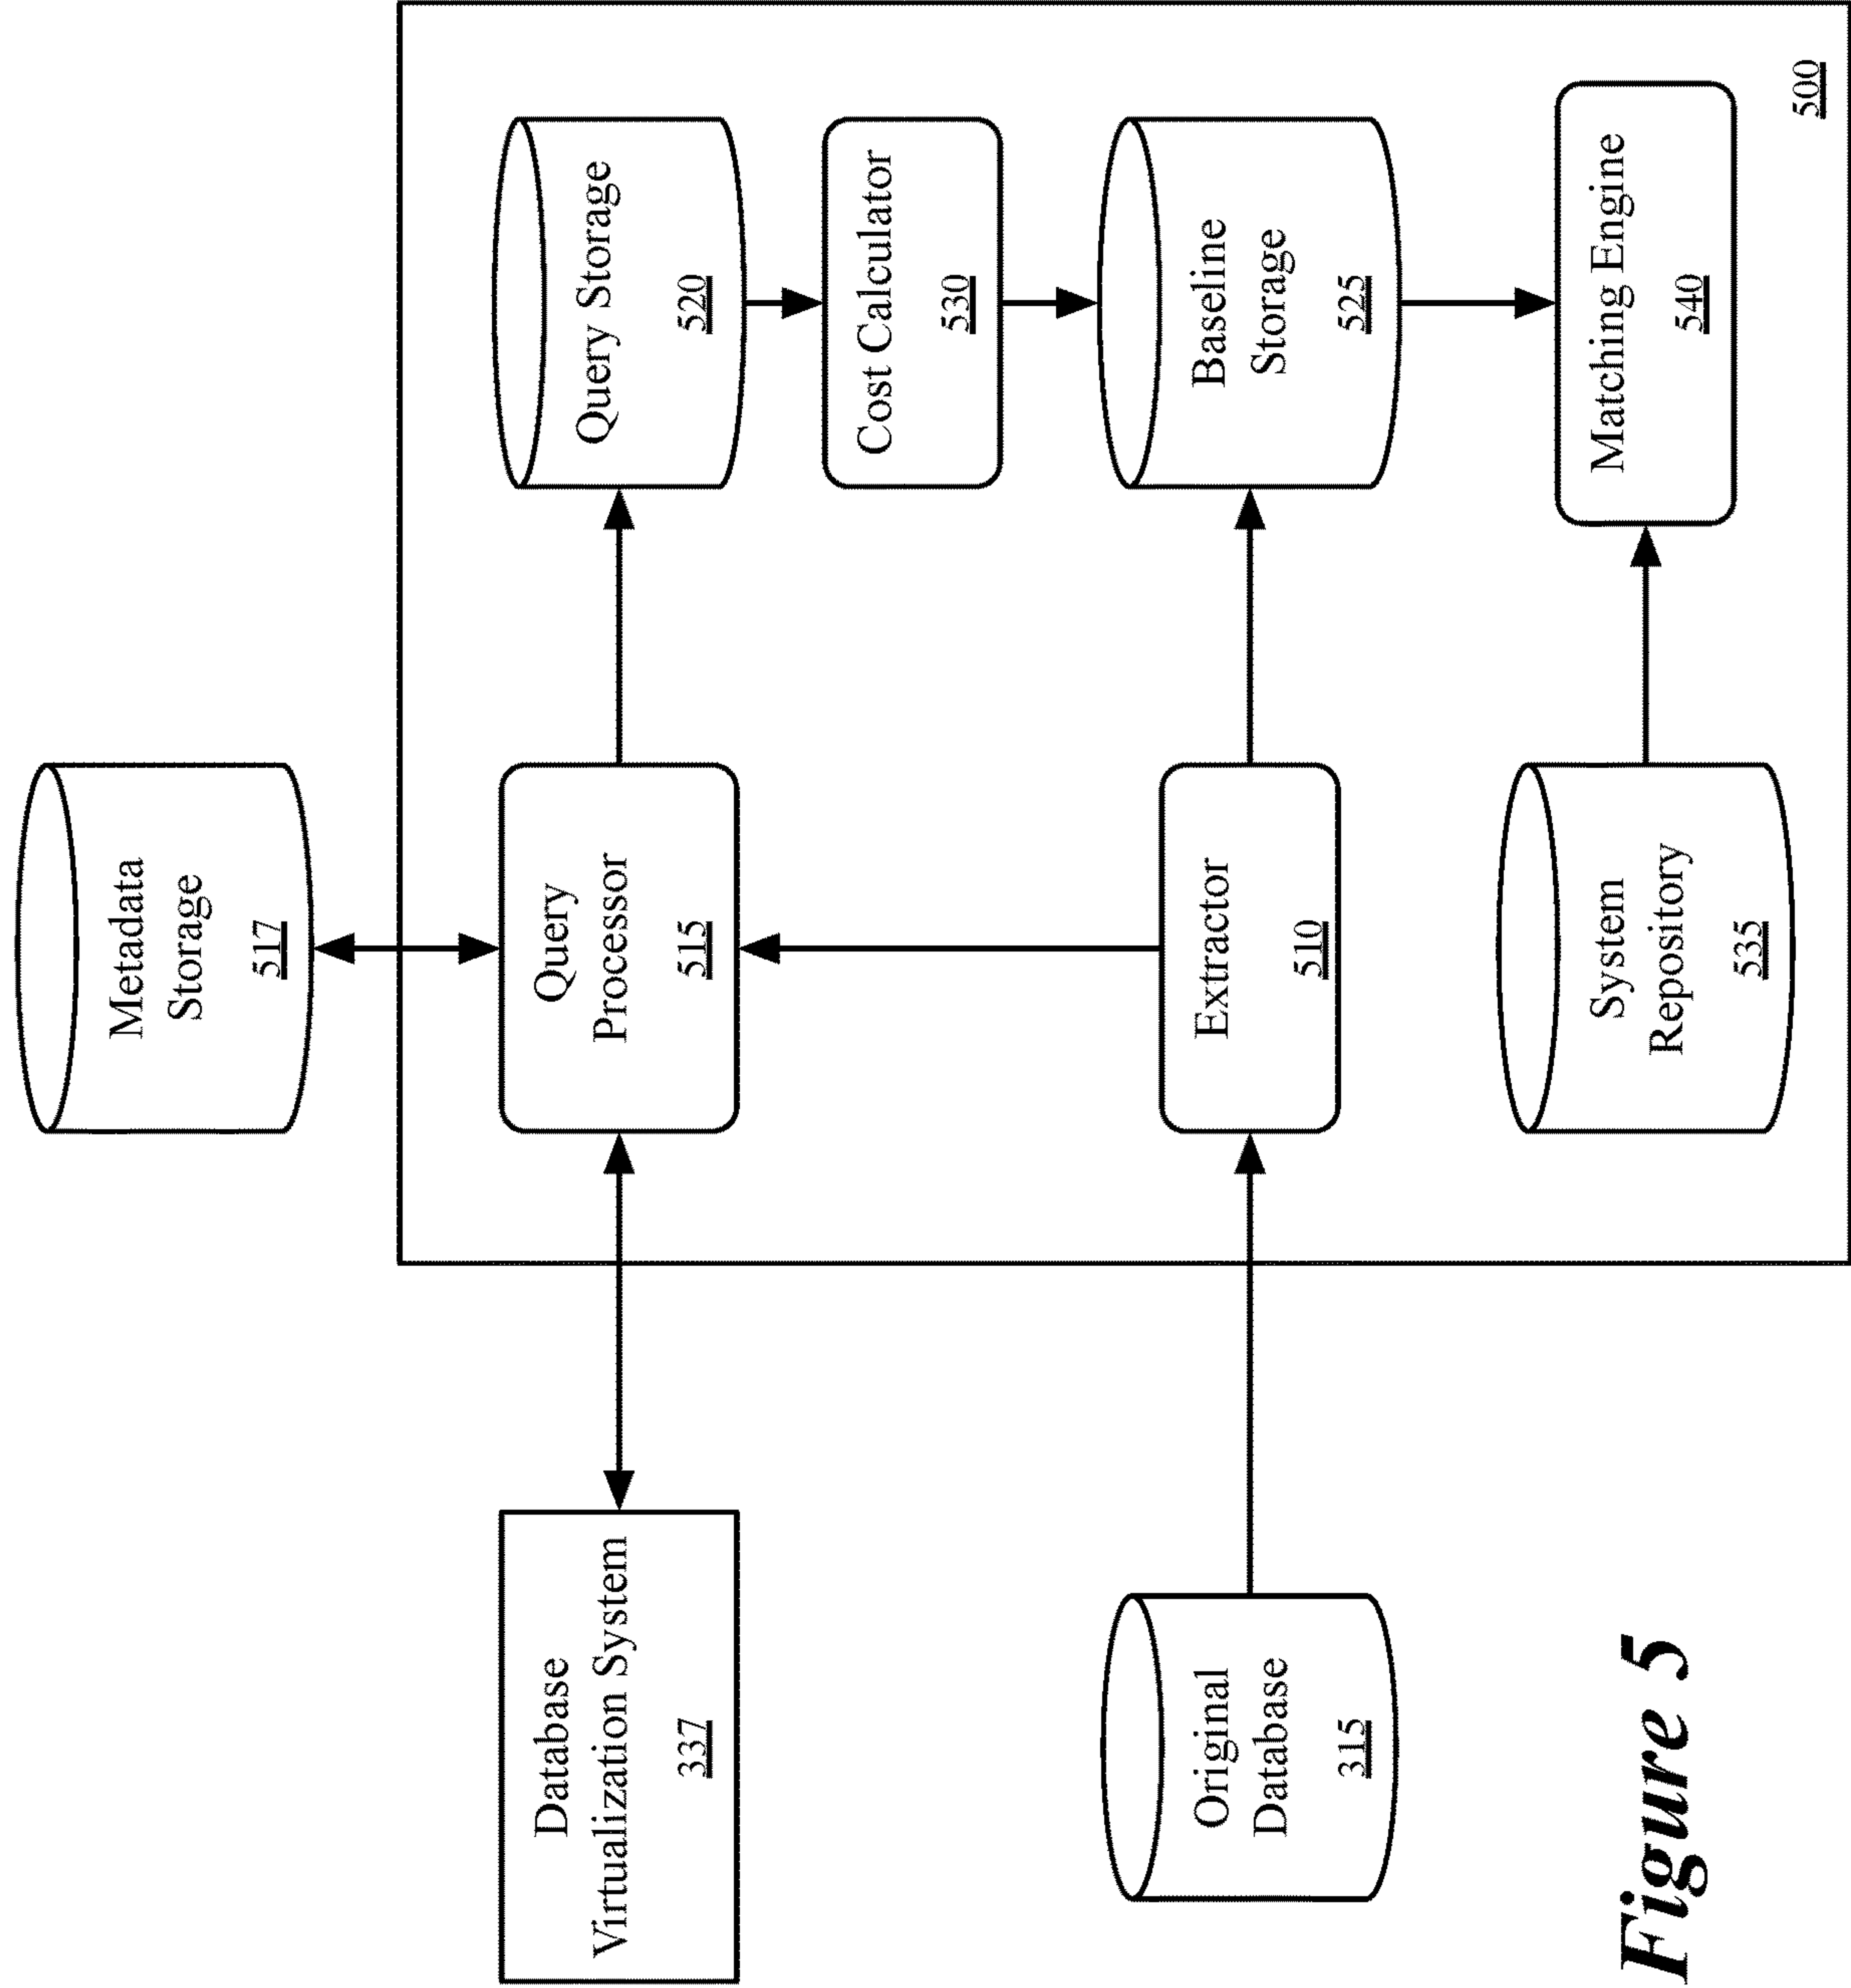 Metadata
Storage
517
Database
Virtualization System
337
Query
Processor
515
Query Storage
520
Cost Calculator
530
Original
Database
315
Extractor
510
Baseline
Storage
525
System
Repository
535
Matching Engine
540
500
Figure 5